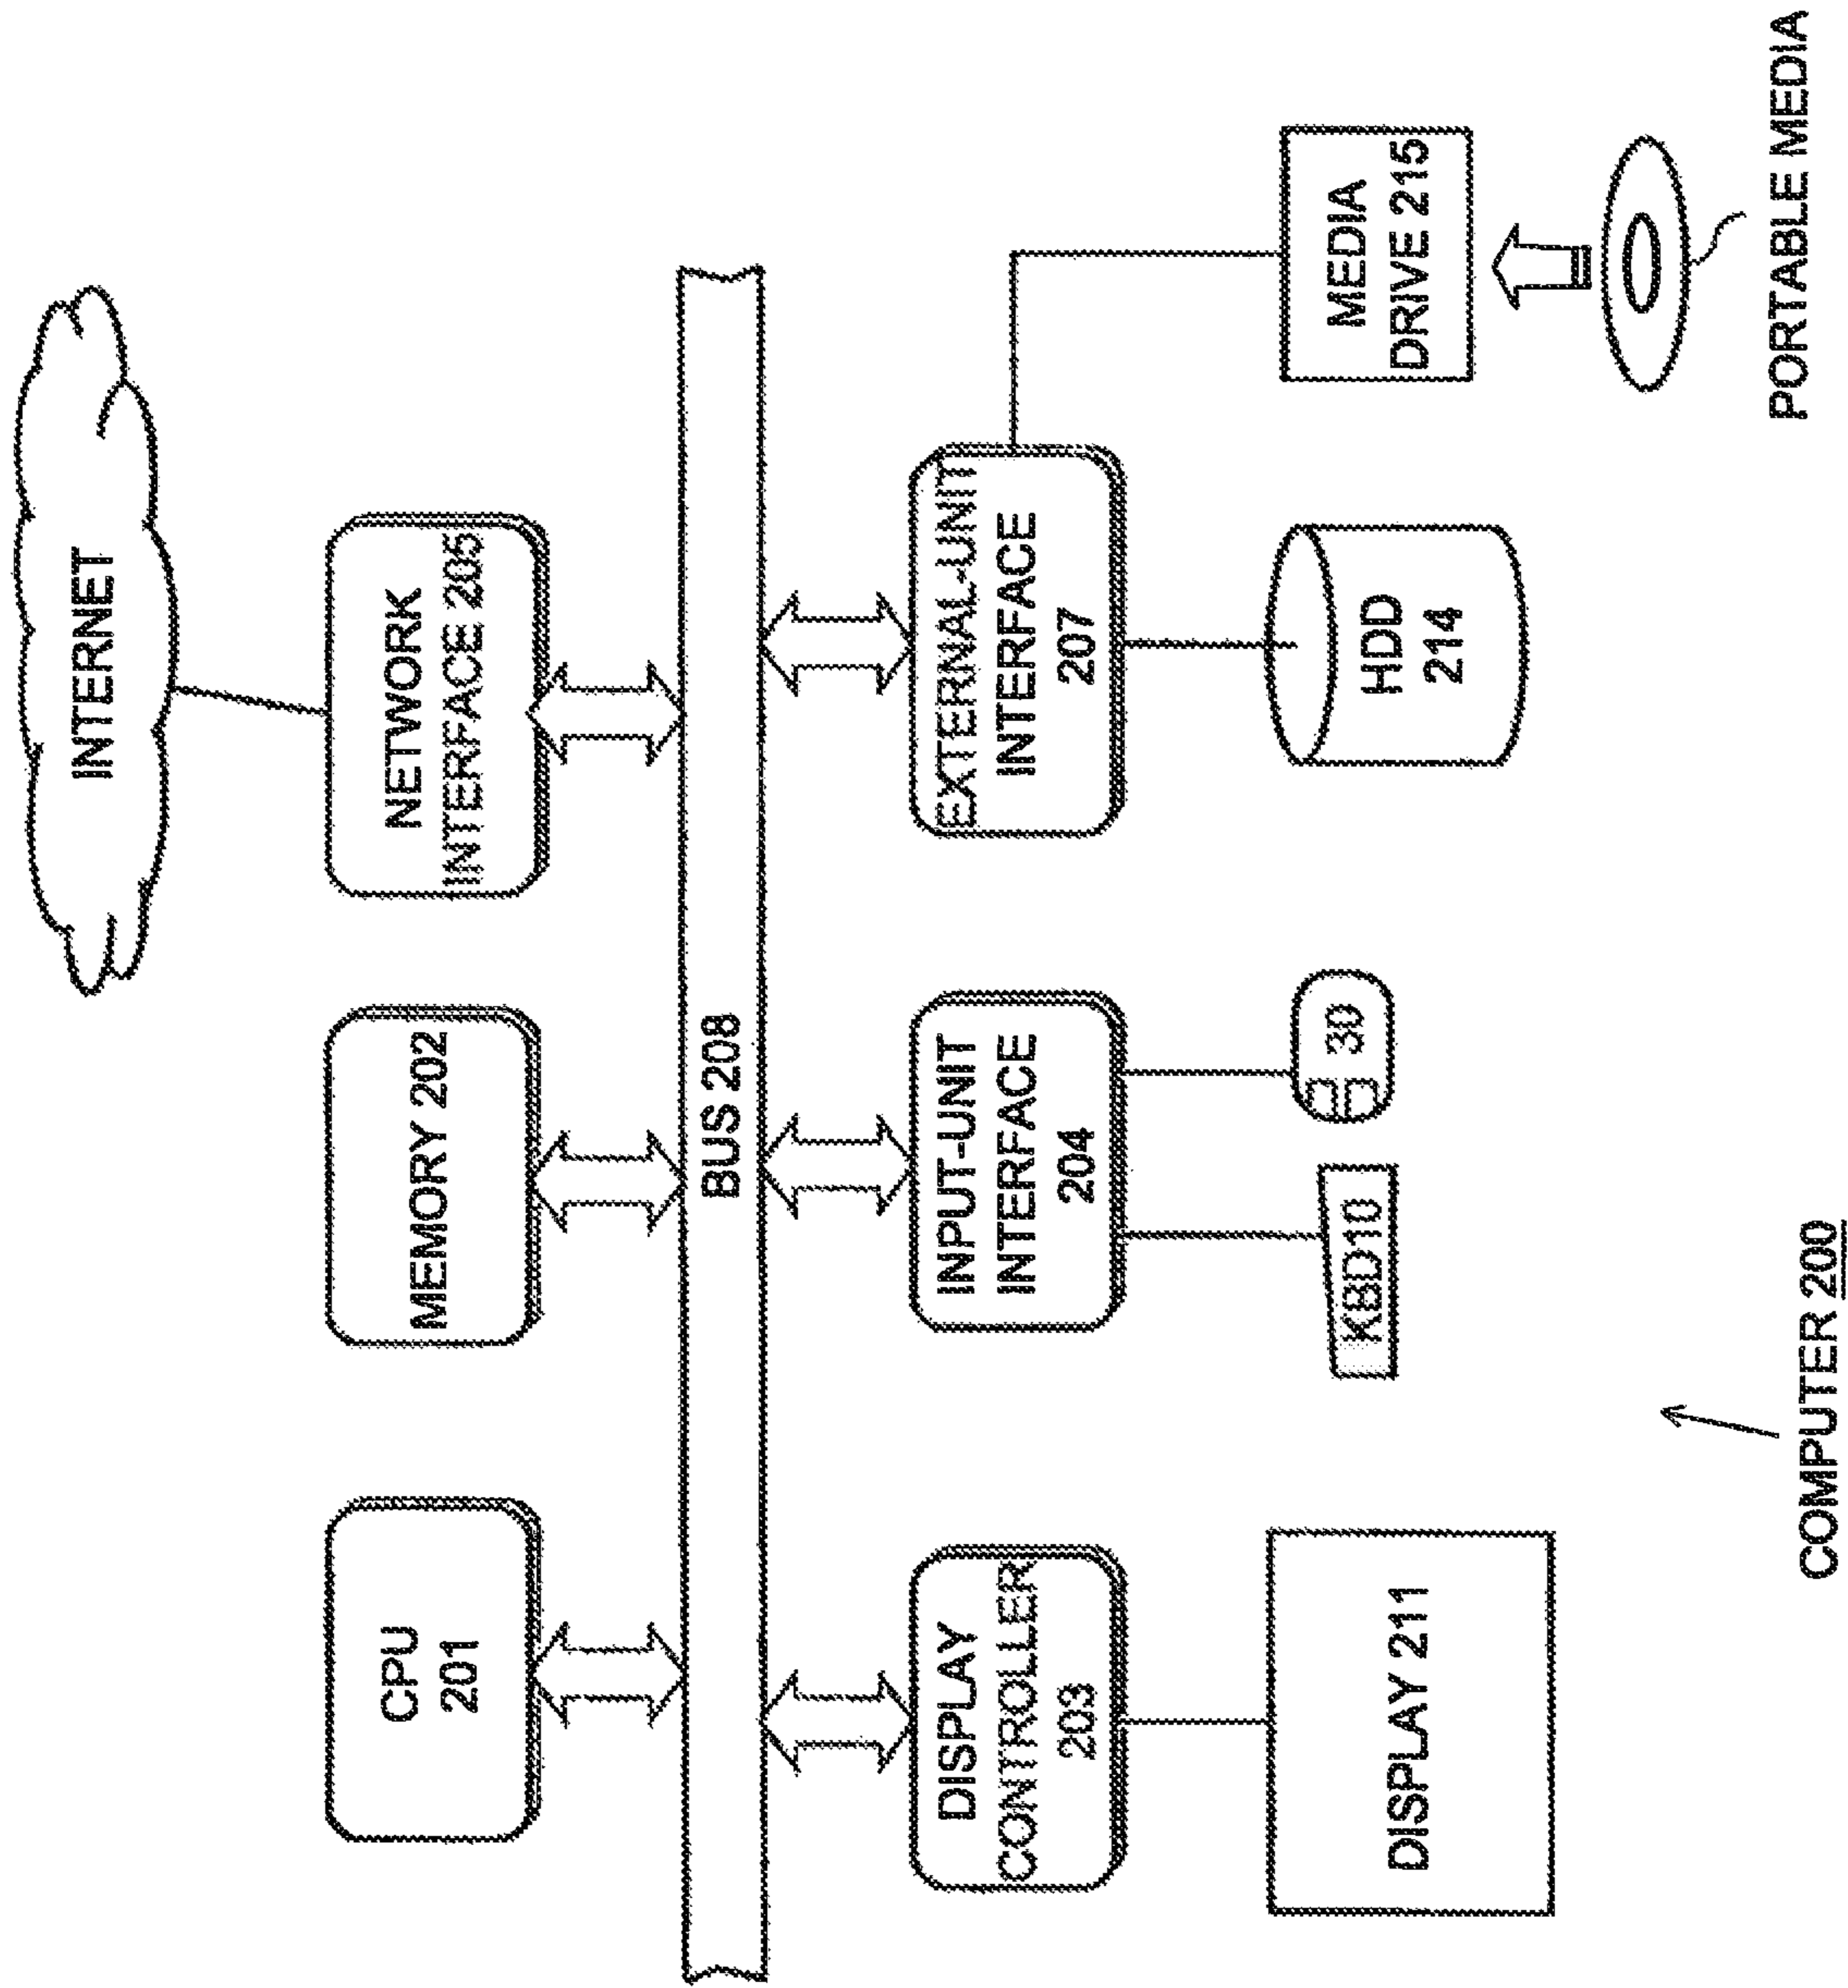 INTERNET
CPU
201
MEMORY 202
NETWORK
INTERFACE 205
BUS 208
DISPLAY
CONTROLLER
203
INPUT-UNIT
INTERFACE
204
EXTERNAL-UNIT
INTERFACE
207
DISPLAY 211
KBD10
30
HDD
214
MEDIA
DRIVE 215
PORTABLE MEDIA
COMPUTER 200